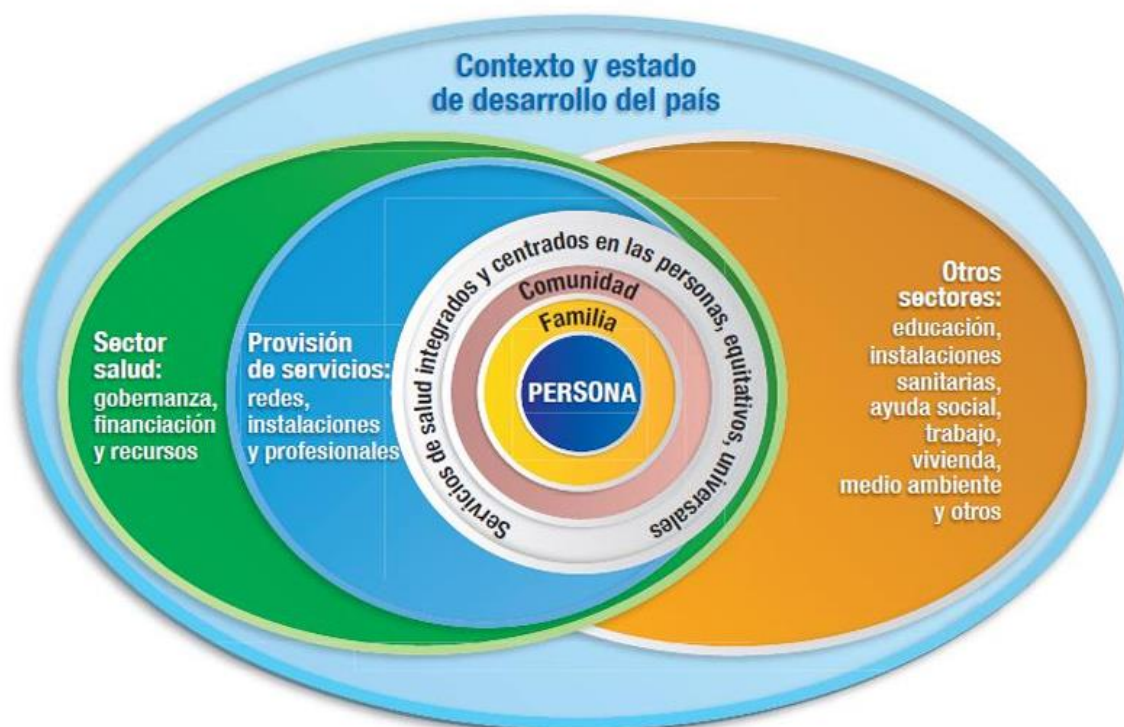 Contexto y estado
de desarrollo del país
Sector
salud:
gobernanza,
financiación
y recursos
Provisión
de servicios:
redes,
instalaciones
y profesionales
Servicios de salud integrados y centrados en las personas, equitativos, universales
Comunidad
Familia
PERSONA
Otros
sectores:
educación,
instalaciones
sanitarias,
ayuda social,
trabajo,
vivienda,
medio ambiente
y otros